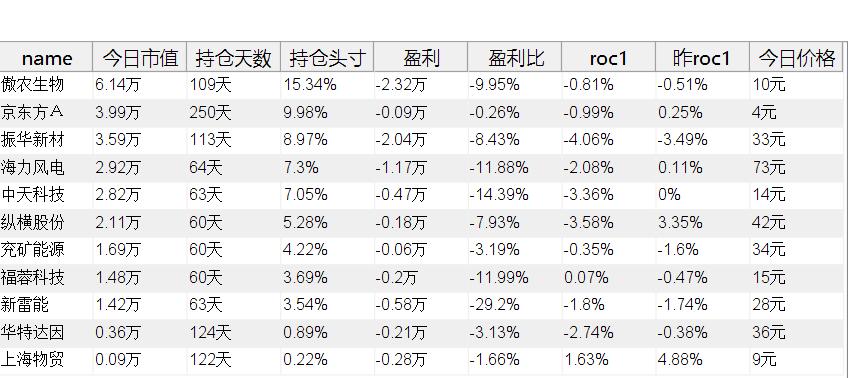 name 今日市值 持仓天数 持仓头寸 盈利 盈利比 roc1 昨roc1 今日价格
傲农生物 6.14万 109天 15.34% -2.32万 -9.95% -0.81% -0.51% 10元
京东方A 3.99万 250天 9.98% -0.09万 -0.26% -0.99% 0.25% 4元
振华新材 3.59万 113天 8.97% -2.04万 -8.43% -4.06% -3.49% 33元
海力风电 2.92万 64天 7.3% -1.17万 -11.88% -2.08% 0.11% 73元
中天科技 2.82万 63天 7.05% -0.47万 -14.39% -3.36% 0% 14元
纵横股份 2.11万 60天 5.28% -0.18万 -7.93% -3.58% 3.35% 42元
兖矿能源 1.69万 60天 4.22% -0.06万 -3.19% -0.35% -1.6% 34元
福蓉科技 1.48万 60天 3.69% -0.2万 -11.99% 0.07% -0.47% 15元
新雷能 1.42万 63天 3.54% -0.58万 -29.2% -1.8% -1.74% 28元
华特达因 0.36万 124天 0.89% -0.21万 -3.13% -2.74% -0.38% 36元
上海物贸 0.09万 122天 0.22% -0.28万 -1.66% 1.63% 4.88% 9元